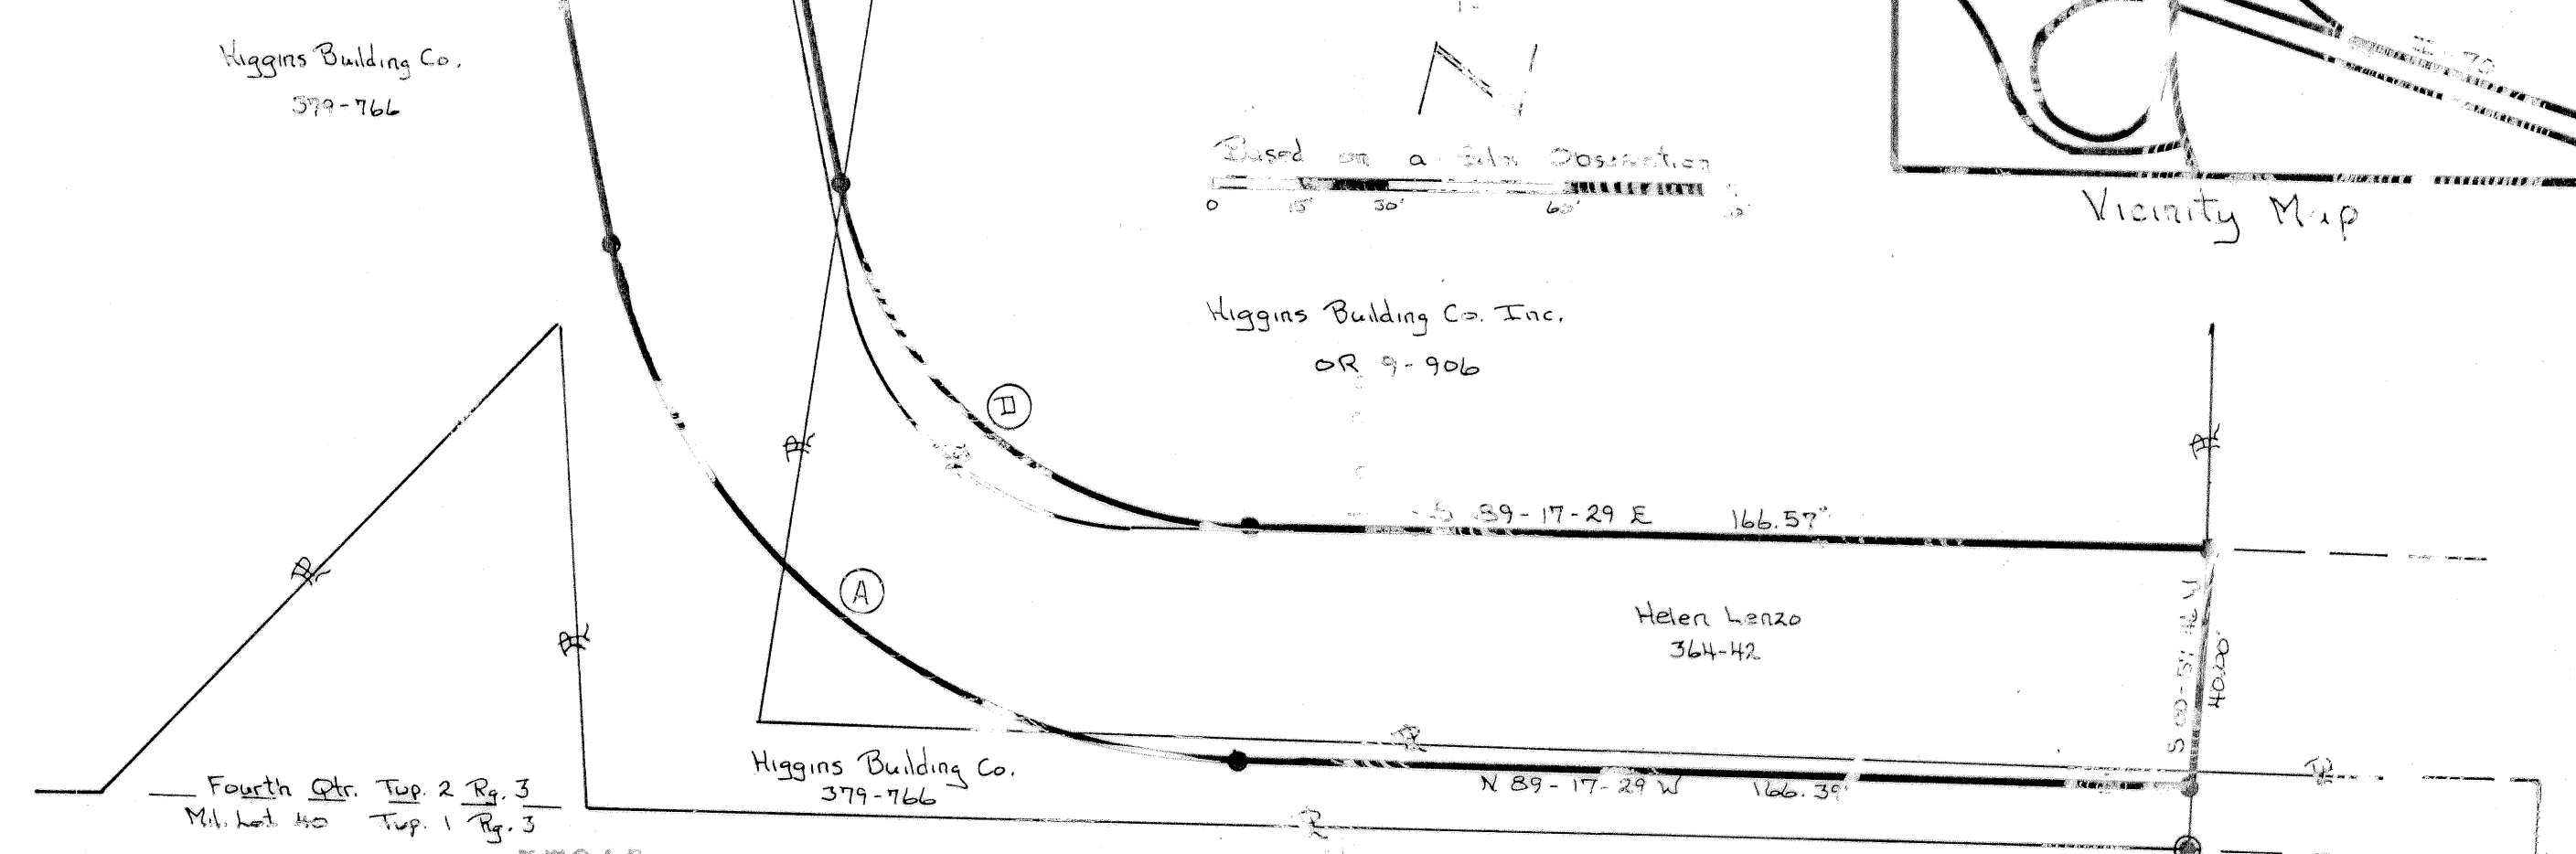 Higgins Building Co.
379-766
N
Based on a Observation
0 15' 30' 60'
I-70
Vicinity Map
Higgins Building Co. Inc.
OR 9-906
D
S 89-17-29 E 166.57'
A
Helen Lenzo
364-42
40.00'
Higgins Building Co.
379-766
N 89-17-29 W 166.39'
Fourth Qtr. Twp. 2 Rg. 3
Mil. Lot 40 Twp. 1 Rg. 3